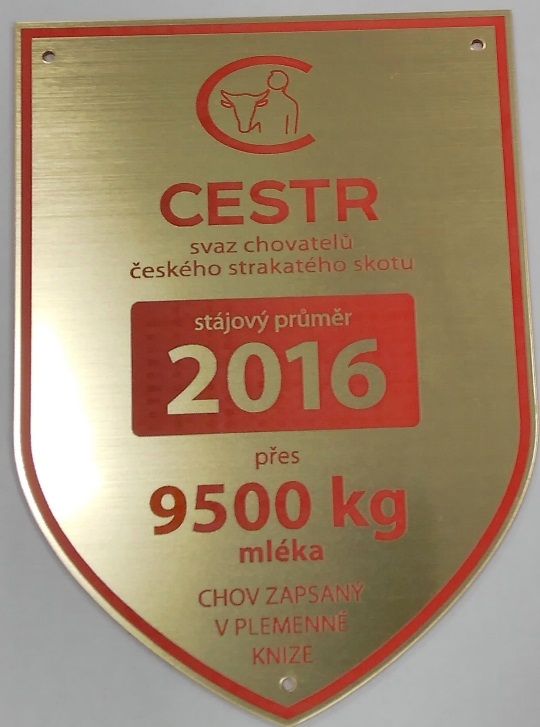 CESTR
svaz chovatelů
českého strakatého skotu
stájový průměr
2016
přes
9500 kg
mléka
CHOV ZAPSANÝ
V PLEMENNÉ
KNIZE